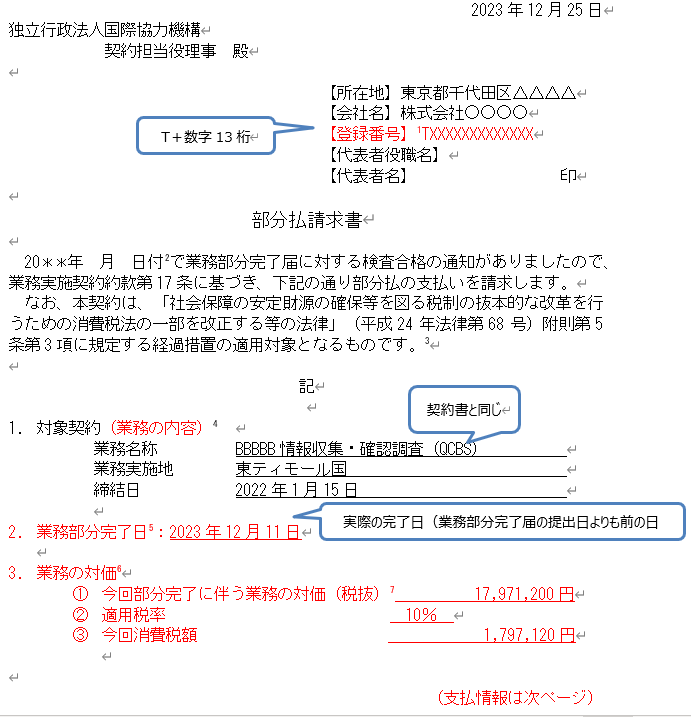 2023 年 12 月 25 日
独立行政法人国際協力機構
契約担当役理事　殿
【所在地】東京都千代田区△△△△
【会社名】株式会社○○○○
T＋数字 13 桁
【登録番号】¹TXXXXXXXXXXXXX
【代表者役職名】
【代表者名】　印
部分払請求書
20＊＊年　月　日付²で業務部分完了届に対する検査合格の通知がありましたので、
業務実施契約約款第 17 条に基づき、下記の通り部分払の支払いを請求します。
なお、本契約は、「社会保障の安定財源の確保等を図る税制の抜本的な改革を行
うための消費税法の一部を改正する等の法律」（平成 24 年法律第 68 号）附則第 5
条第 3 項に規定する経過措置の適用対象となるものです。³
記
契約書と同じ
1. 対象契約（業務の内容）⁴
業務名称　BBBBB 情報収集・確認調査（QCBS）
業務実施地　東ティモール国
締結日　2022 年 1 月 15 日
実際の完了日（業務部分完了届の提出日よりも前の日
2. 業務部分完了日⁵：2023 年 12 月 11 日
3. 業務の対価⁶
① 今回部分完了に伴う業務の対価（税抜）⁷　17,971,200 円
② 適用税率　10%
③ 今回消費税額　1,797,120 円
（支払情報は次ページ）